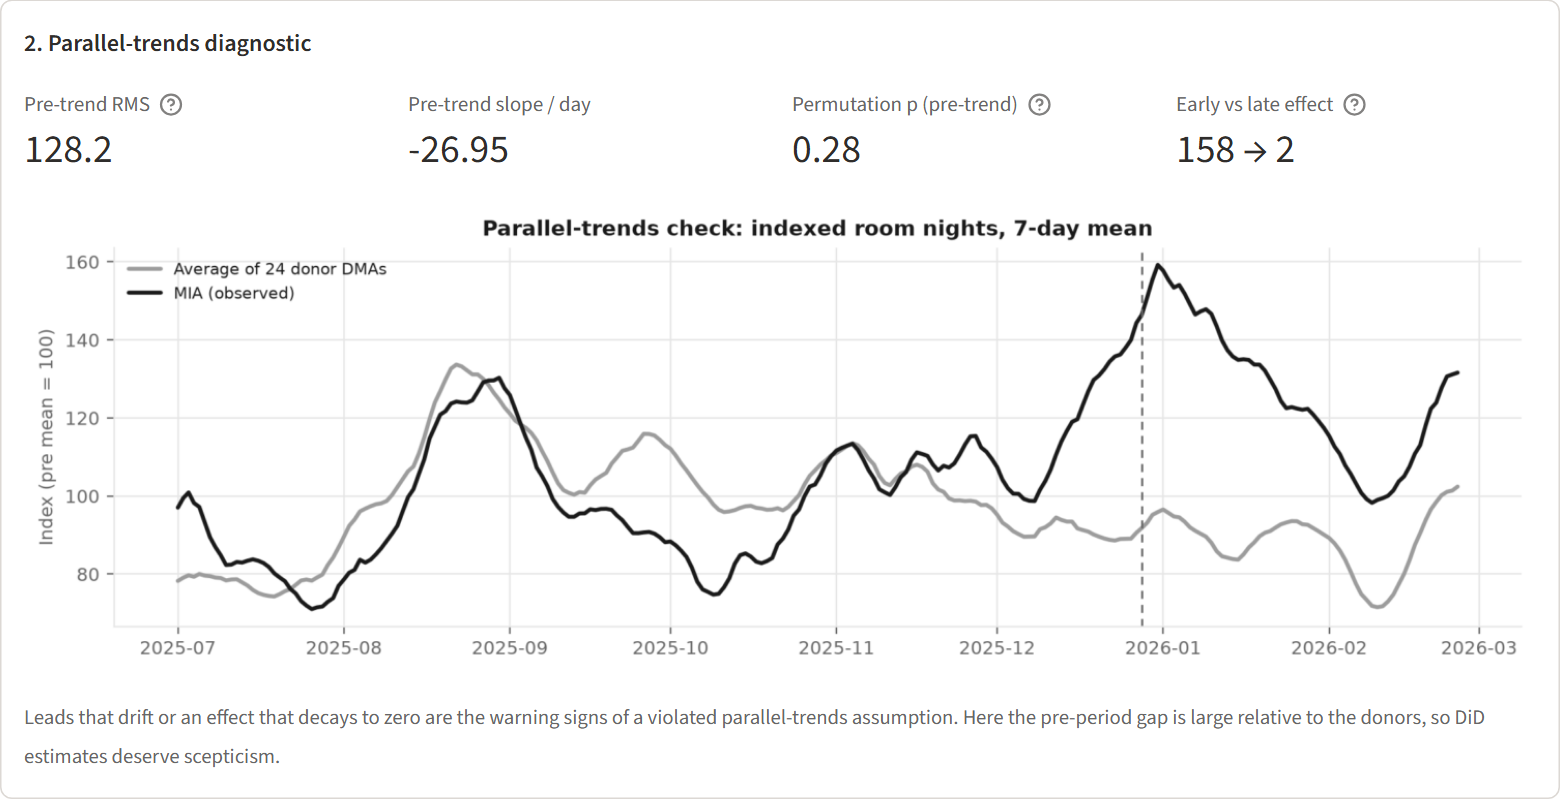 2. Parallel-trends diagnostic
Pre-trend RMS ?
128.2
Pre-trend slope / day
-26.95
Permutation p (pre-trend) ?
0.28
Early vs late effect ?
158 → 2
Parallel-trends check: indexed room nights, 7-day mean
Average of 24 donor DMAs
MIA (observed)
Index (pre mean = 100)
160
140
120
100
80
2025-07 2025-08 2025-09 2025-10 2025-11 2025-12 2026-01 2026-02 2026-03
Leads that drift or an effect that decays to zero are the warning signs of a violated parallel-trends assumption. Here the pre-period gap is large relative to the donors, so DiD
estimates deserve scepticism.